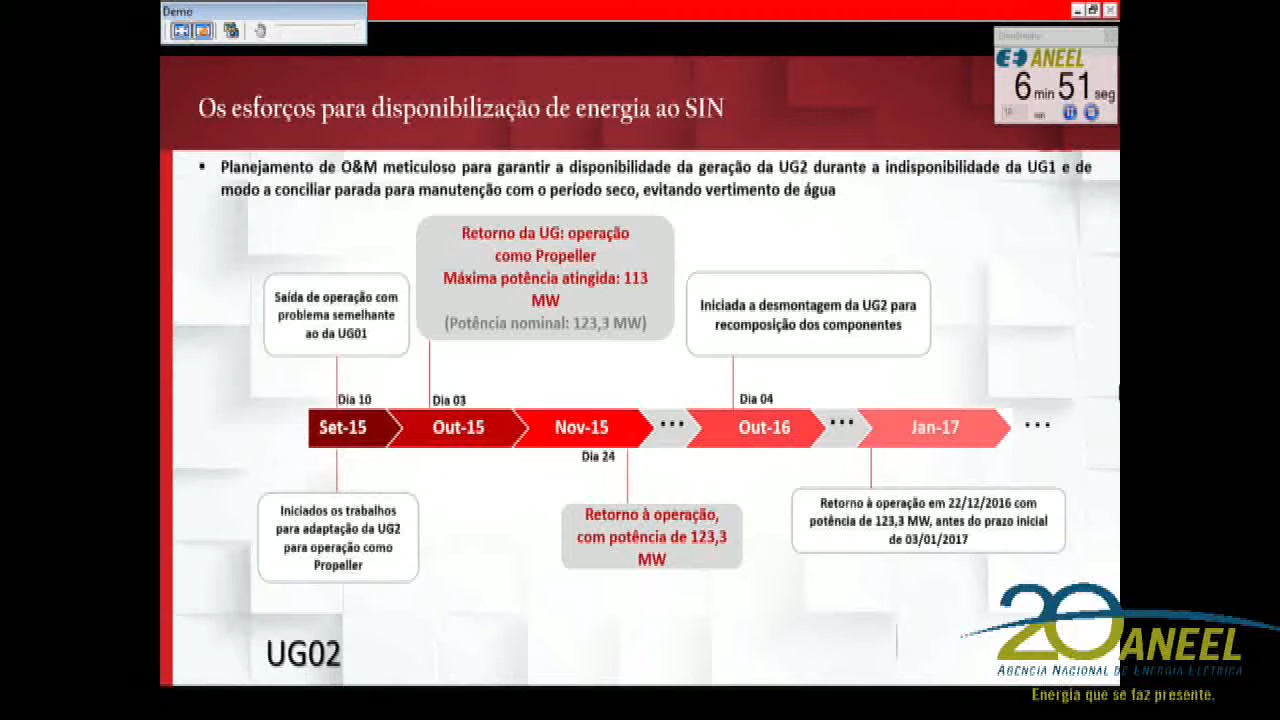 Demo
ANEEL
6 min 51 seg
10 min
Os esforços para disponibilização de energia ao SIN
▪ Planejamento de O&M meticuloso para garantir a disponibilidade da geração da UG2 durante a indisponibilidade da UG1 e de
modo a conciliar parada para manutenção com o período seco, evitando vertimento de água
Retorno da UG: operação
como Propeller
Máxima potência atingida: 113
MW
(Potência nominal: 123,3 MW)
Saída de operação com
problema semelhante
ao da UG01
Iniciada a desmontagem da UG2 para
recomposição dos componentes
Dia 10
Dia 03
Dia 04
Set-15
Out-15
Nov-15
...
Out-16
...
Jan-17
...
Dia 24
Iniciados os trabalhos
para adaptação da UG2
para operação como
Propeller
Retorno à operação,
com potência de 123,3
MW
Retorno à operação em 22/12/2016 com
potência de 123,3 MW, antes do prazo inicial
de 03/01/2017
UG02
20 ANEEL
AGENCIA NACIONAL DE ENERGIA ELETRICA
Energia que se faz presente.